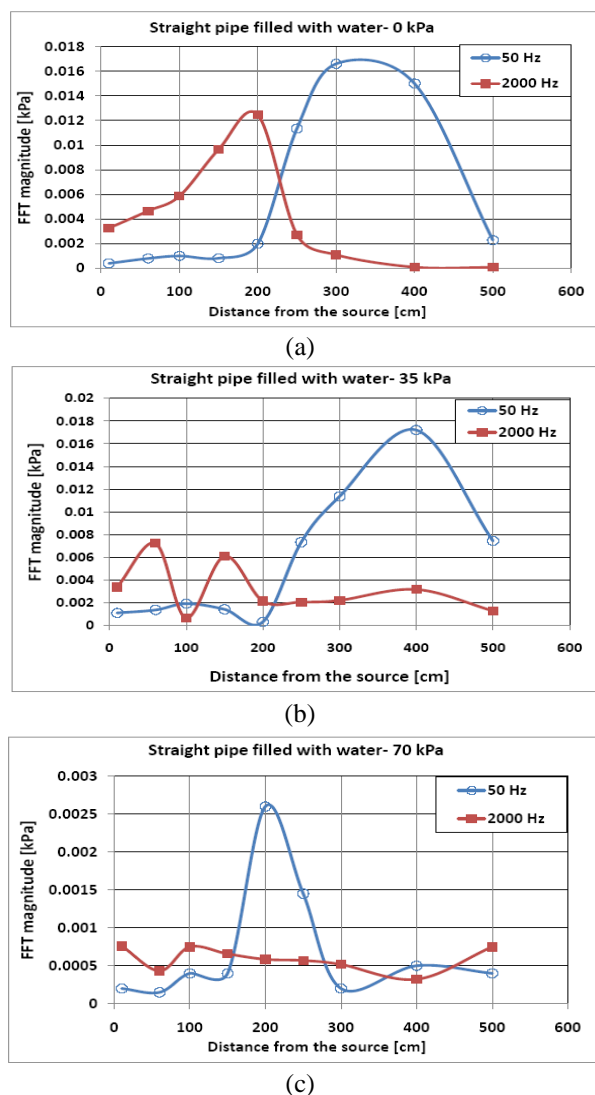 Straight pipe filled with water- 0 kPa
FFT magnitude [kPa]
0.018
0.016
0.014
0.012
0.01
0.008
0.006
0.004
0.002
0
50 Hz
2000 Hz
0 100 200 300 400 500 600
Distance from the source [cm]
(a)
Straight pipe filled with water- 35 kPa
FFT magnitude [kPa]
0.02
0.018
0.016
0.014
0.012
0.01
0.008
0.006
0.004
0.002
0
50 Hz
2000 Hz
0 100 200 300 400 500 600
Distance from the source [cm]
(b)
Straight pipe filled with water- 70 kPa
FFT magnitude [kPa]
0.003
0.0025
0.002
0.0015
0.001
0.0005
0
50 Hz
2000 Hz
0 100 200 300 400 500 600
Distance from the source [cm]
(c)